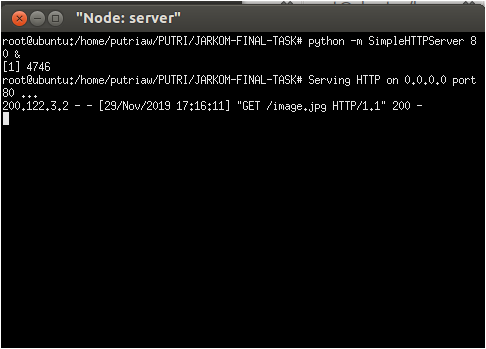 "Node: server"
root@ubuntu:/home/putriaw/PUTRI/JARKOM-FINAL-TASK# python -m SimpleHTTPServer 8
0 &
[1] 4746
root@ubuntu:/home/putriaw/PUTRI/JARKOM-FINAL-TASK# Serving HTTP on 0.0.0.0 port
80 ...
200.122.3.2 - - [29/Nov/2019 17:16:11] "GET /image.jpg HTTP/1.1" 200 -